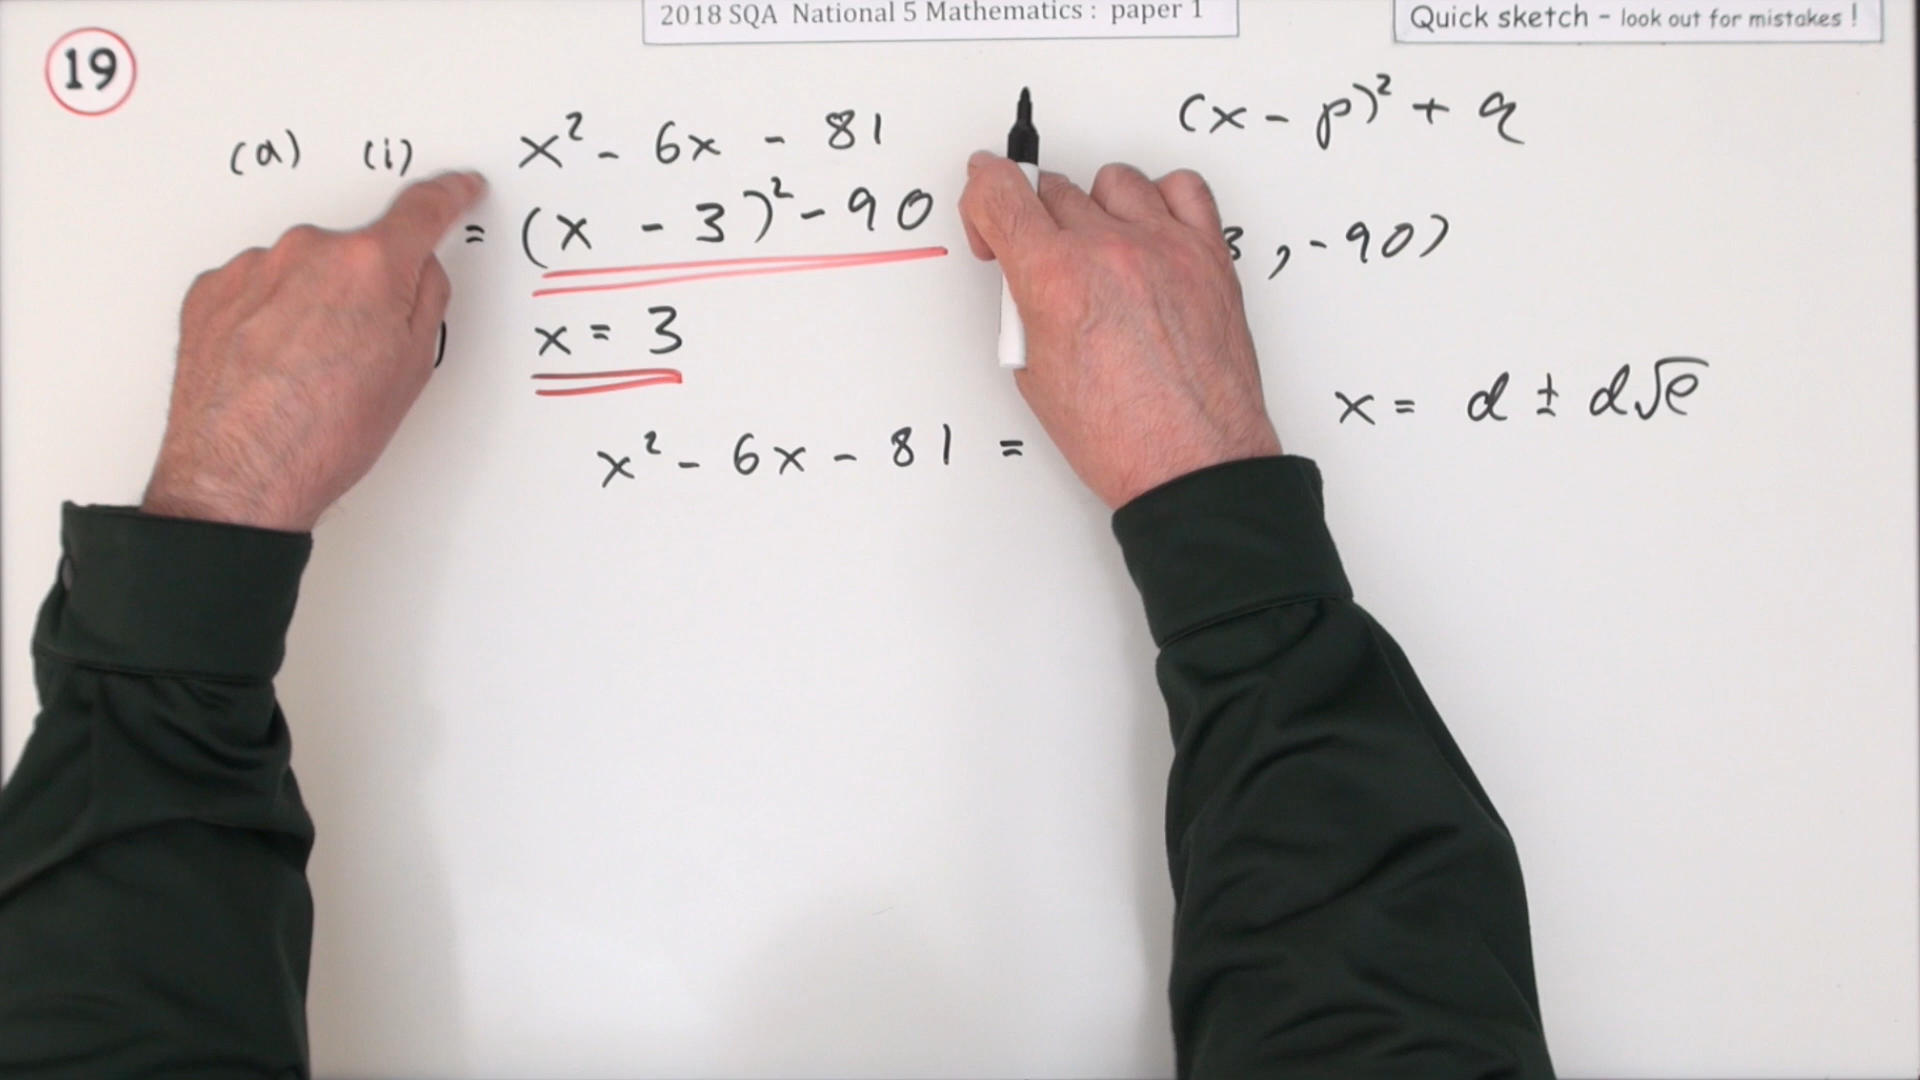 2018 SQA National 5 Mathematics : paper 1
Quick sketch - look out for mistakes !
19
(a) (i) x² - 6x - 81
(x - p)² + q
= (x - 3)² - 90
3 , -90)
)
x = 3
x = d ± d√e
x² - 6x - 81 =